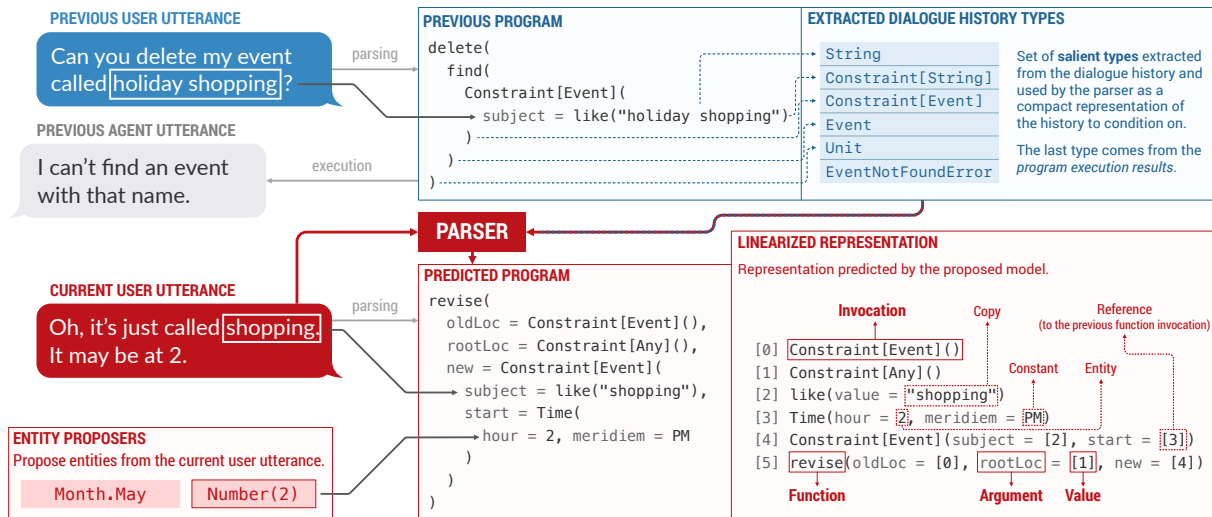 PREVIOUS USER UTTERANCE
Can you delete my event
called holiday shopping?
parsing
PREVIOUS AGENT UTTERANCE
I can't find an event
with that name.
execution
PREVIOUS PROGRAM
delete(
find(
Constraint[Event](
subject = like("holiday shopping")
)
)
)
EXTRACTED DIALOGUE HISTORY TYPES
String
Constraint[String]
Constraint[Event]
Event
Unit
EventNotFoundError
Set of salient types extracted
from the dialogue history and
used by the parser as a
compact representation of
the history to condition on.
The last type comes from the
program execution results.
PARSER
CURRENT USER UTTERANCE
Oh, it's just called shopping.
It may be at 2.
parsing
ENTITY PROPOSERS
Propose entities from the current user utterance.
Month.May
Number(2)
PREDICTED PROGRAM
revise(
oldLoc = Constraint[Event](),
rootLoc = Constraint[Any](),
new = Constraint[Event](
subject = like("shopping"),
start = Time(
hour = 2, meridiem = PM
)
)
)
LINEARIZED REPRESENTATION
Representation predicted by the proposed model.
Invocation
Copy
Reference
(to the previous function invocation)
[0] Constraint[Event]()
[1] Constraint[Any]()
Constant
Entity
[2] like(value = "shopping")
[3] Time(hour = 2, meridiem = PM)
[4] Constraint[Event](subject = [2], start = [3])
[5] revise(oldLoc = [0], rootLoc = [1], new = [4])
Function
Argument
Value